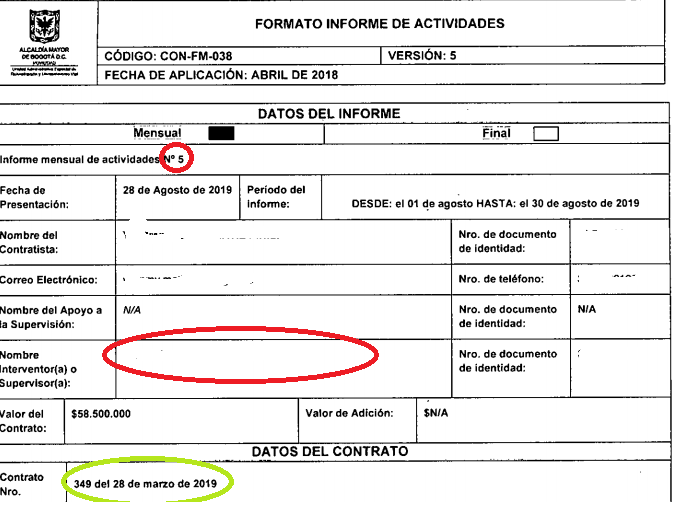 FORMATO INFORME DE ACTIVIDADES
ALCALDÍA MAYOR
DE BOGOTÁ D.C.
CÓDIGO: CON-FM-038
VERSIÓN: 5
FECHA DE APLICACIÓN: ABRIL DE 2018
DATOS DEL INFORME
Mensual
Final
Informe mensual de actividades Nº 5
Fecha de
Presentación:
28 de Agosto de 2019
Período del
informe:
DESDE: el 01 de agosto HASTA: el 30 de agosto de 2019
Nombre del
Contratista:
Nro. de documento
de identidad:
Correo Electrónico:
Nro. de teléfono:
Nombre del Apoyo a
la Supervisión:
N/A
Nro. de documento
de identidad:
N/A
Nombre
Interventor(a) o
Supervisor(a):
Nro. de documento
de identidad:
Valor del
Contrato:
$58.500.000
Valor de Adición:
$N/A
DATOS DEL CONTRATO
Contrato
Nro.
349 del 28 de marzo de 2019